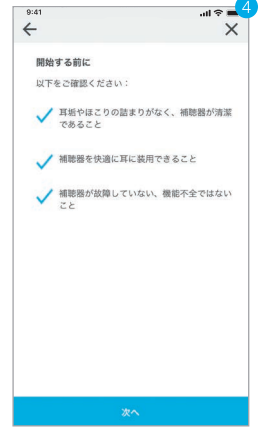 9:41
4
開始する前に
以下をご確認ください：
耳垢やほこりの詰まりがなく、補聴器が清潔
であること
補聴器を快適に耳に装用できること
補聴器が故障していない、機能不全ではない
こと
次へ